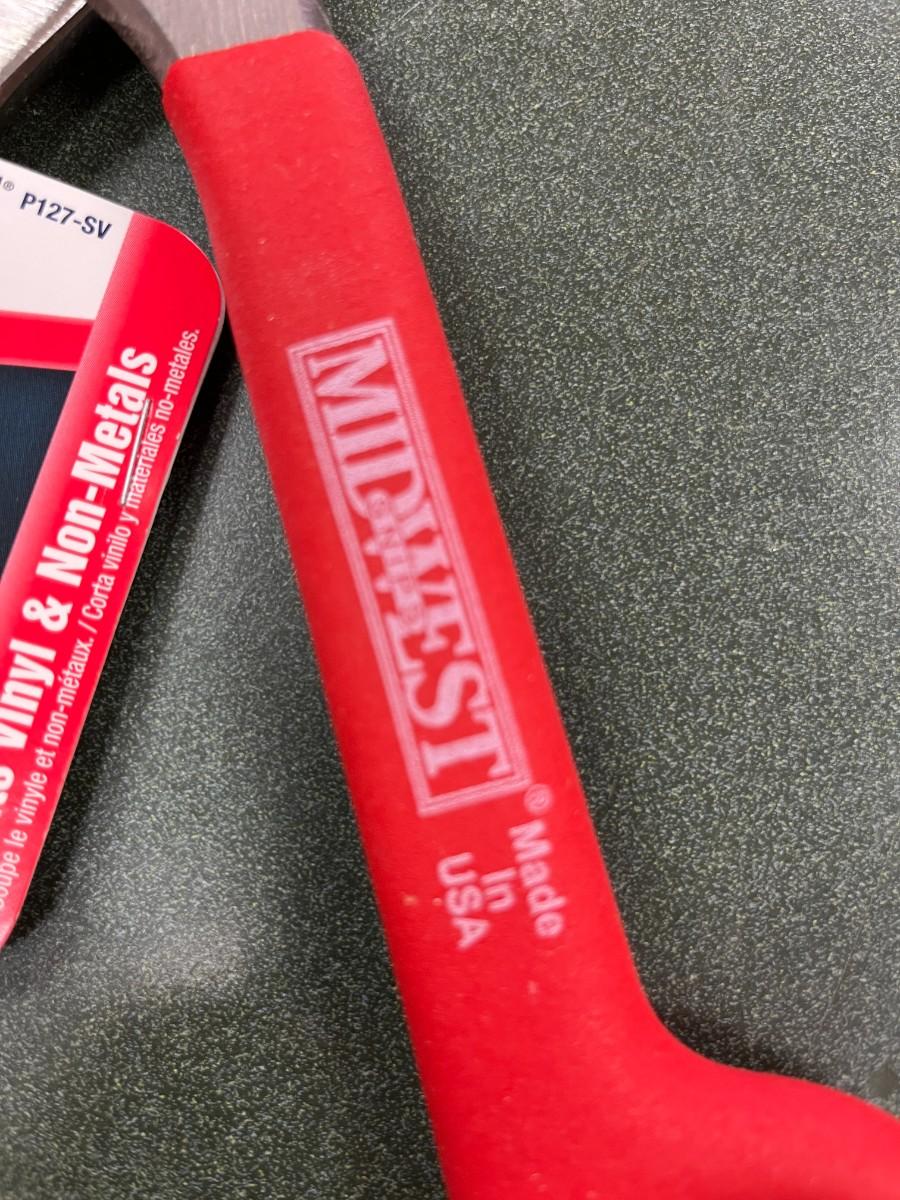 ® P127-SV
Vinyl & Non-Metals
coupe le vinyle et non-métaux. / Corta vinilo y materiales no-metales.
MIDWEST
SNIPS
® Made
In
USA